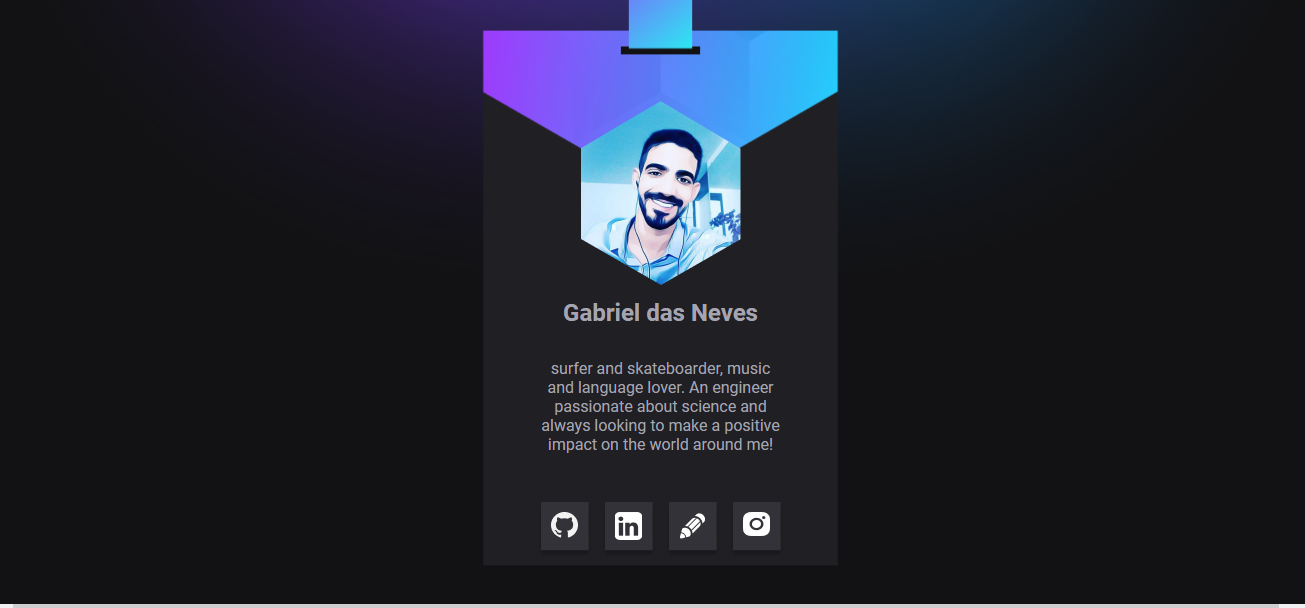 Gabriel das Neves
surfer and skateboarder, music
and language lover. An engineer
passionate about science and
always looking to make a positive
impact on the world around me!
in